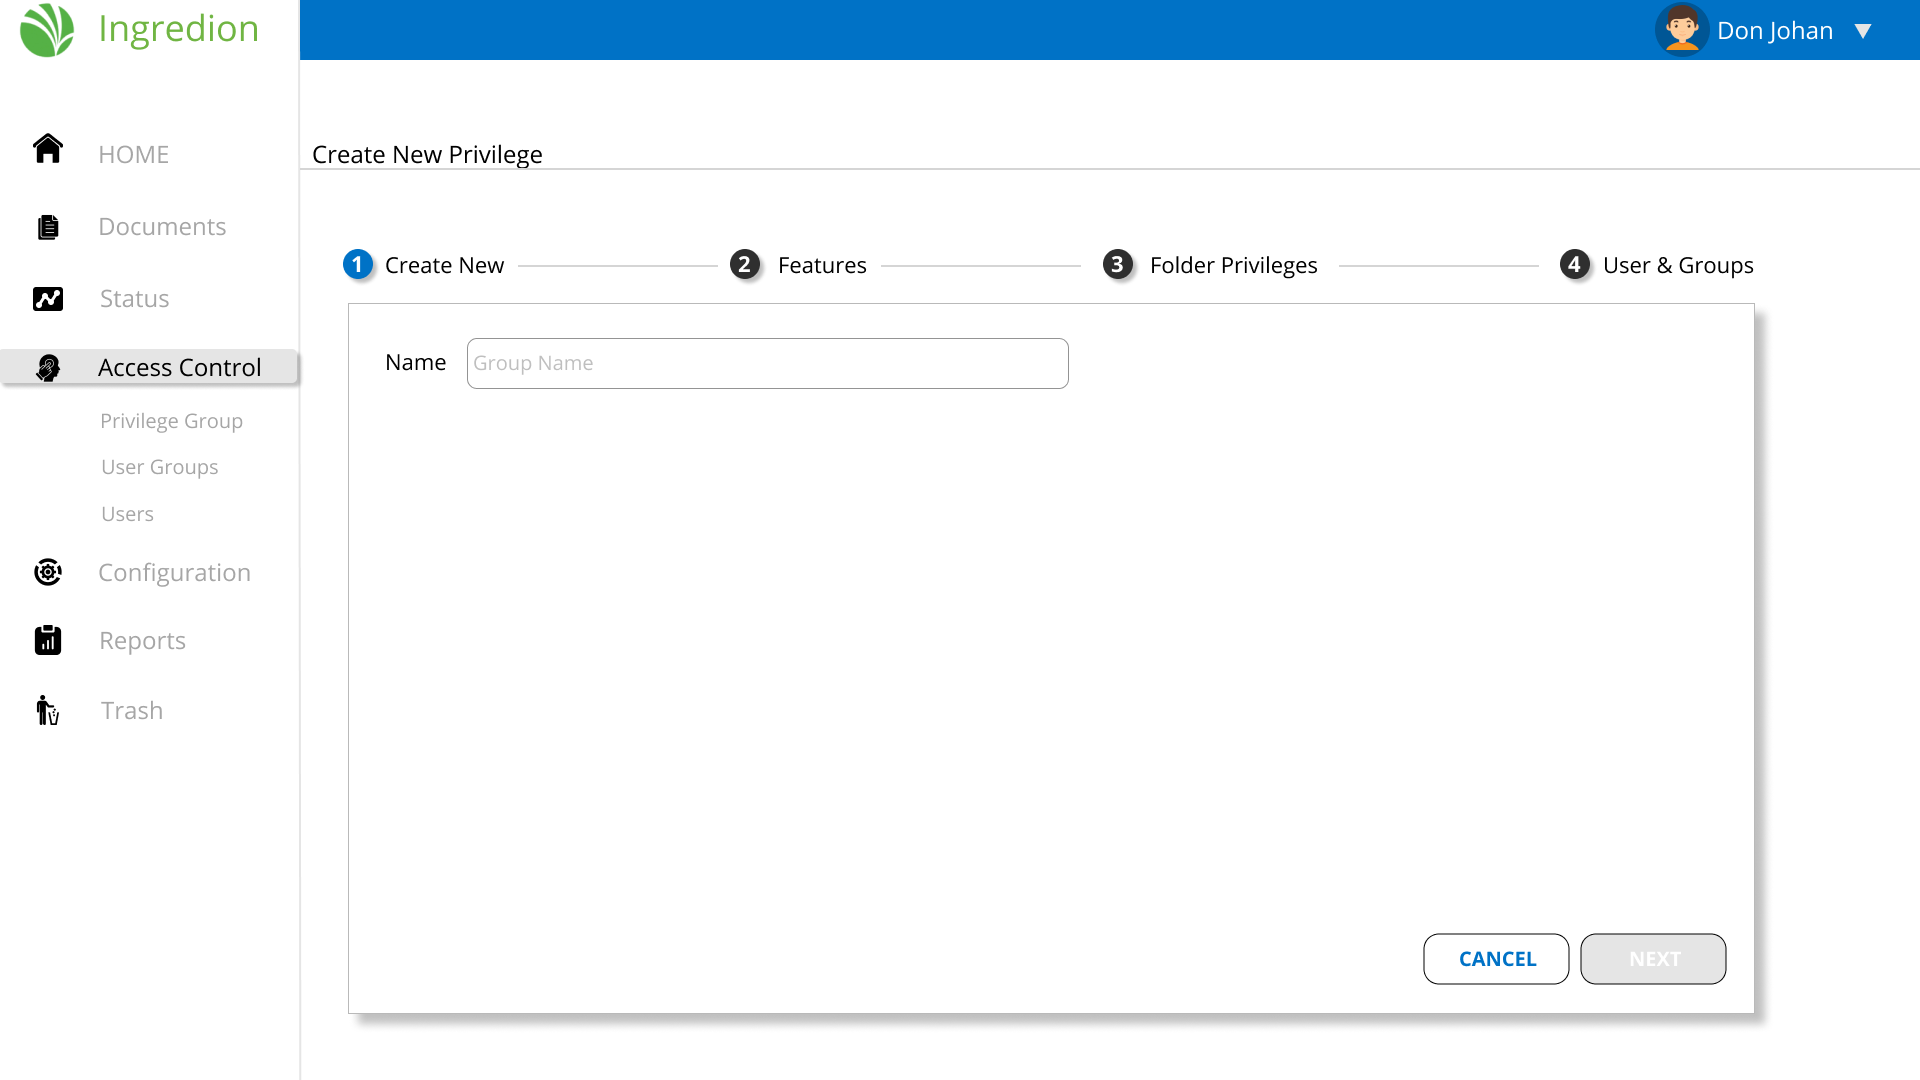 Ingredion
Don Johan ▼
HOME
Documents
Status
Access Control
Privilege Group
User Groups
Users
Configuration
Reports
Trash
Create New Privilege
1 Create New 2 Features 3 Folder Privileges 4 User & Groups
Name Group Name
CANCEL NEXT